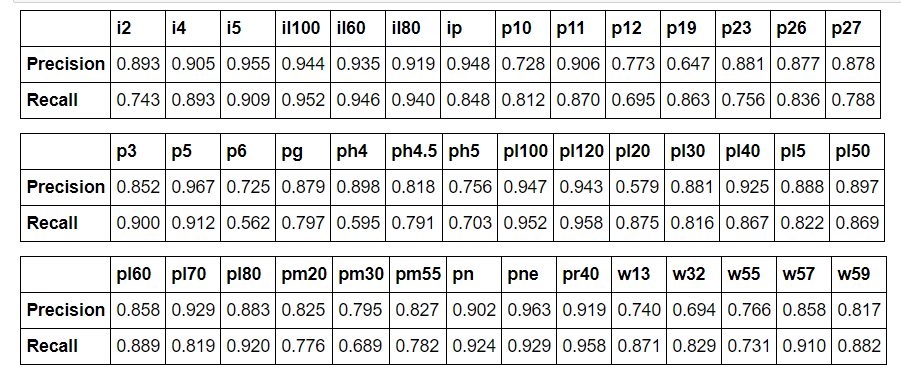 i2 i4 i5 il100 il60 il80 ip p10 p11 p12 p19 p23 p26 p27
Precision 0.893 0.905 0.955 0.944 0.935 0.919 0.948 0.728 0.906 0.773 0.647 0.881 0.877 0.878
Recall 0.743 0.893 0.909 0.952 0.946 0.940 0.848 0.812 0.870 0.695 0.863 0.756 0.836 0.788
p3 p5 p6 pg ph4 ph4.5 ph5 pl100 pl120 pl20 pl30 pl40 pl5 pl50
Precision 0.852 0.967 0.725 0.879 0.898 0.818 0.756 0.947 0.943 0.579 0.881 0.925 0.888 0.897
Recall 0.900 0.912 0.562 0.797 0.595 0.791 0.703 0.952 0.958 0.875 0.816 0.867 0.822 0.869
pl60 pl70 pl80 pm20 pm30 pm55 pn pne pr40 w13 w32 w55 w57 w59
Precision 0.858 0.929 0.883 0.825 0.795 0.827 0.902 0.963 0.919 0.740 0.694 0.766 0.858 0.817
Recall 0.889 0.819 0.920 0.776 0.689 0.782 0.924 0.929 0.958 0.871 0.829 0.731 0.910 0.882